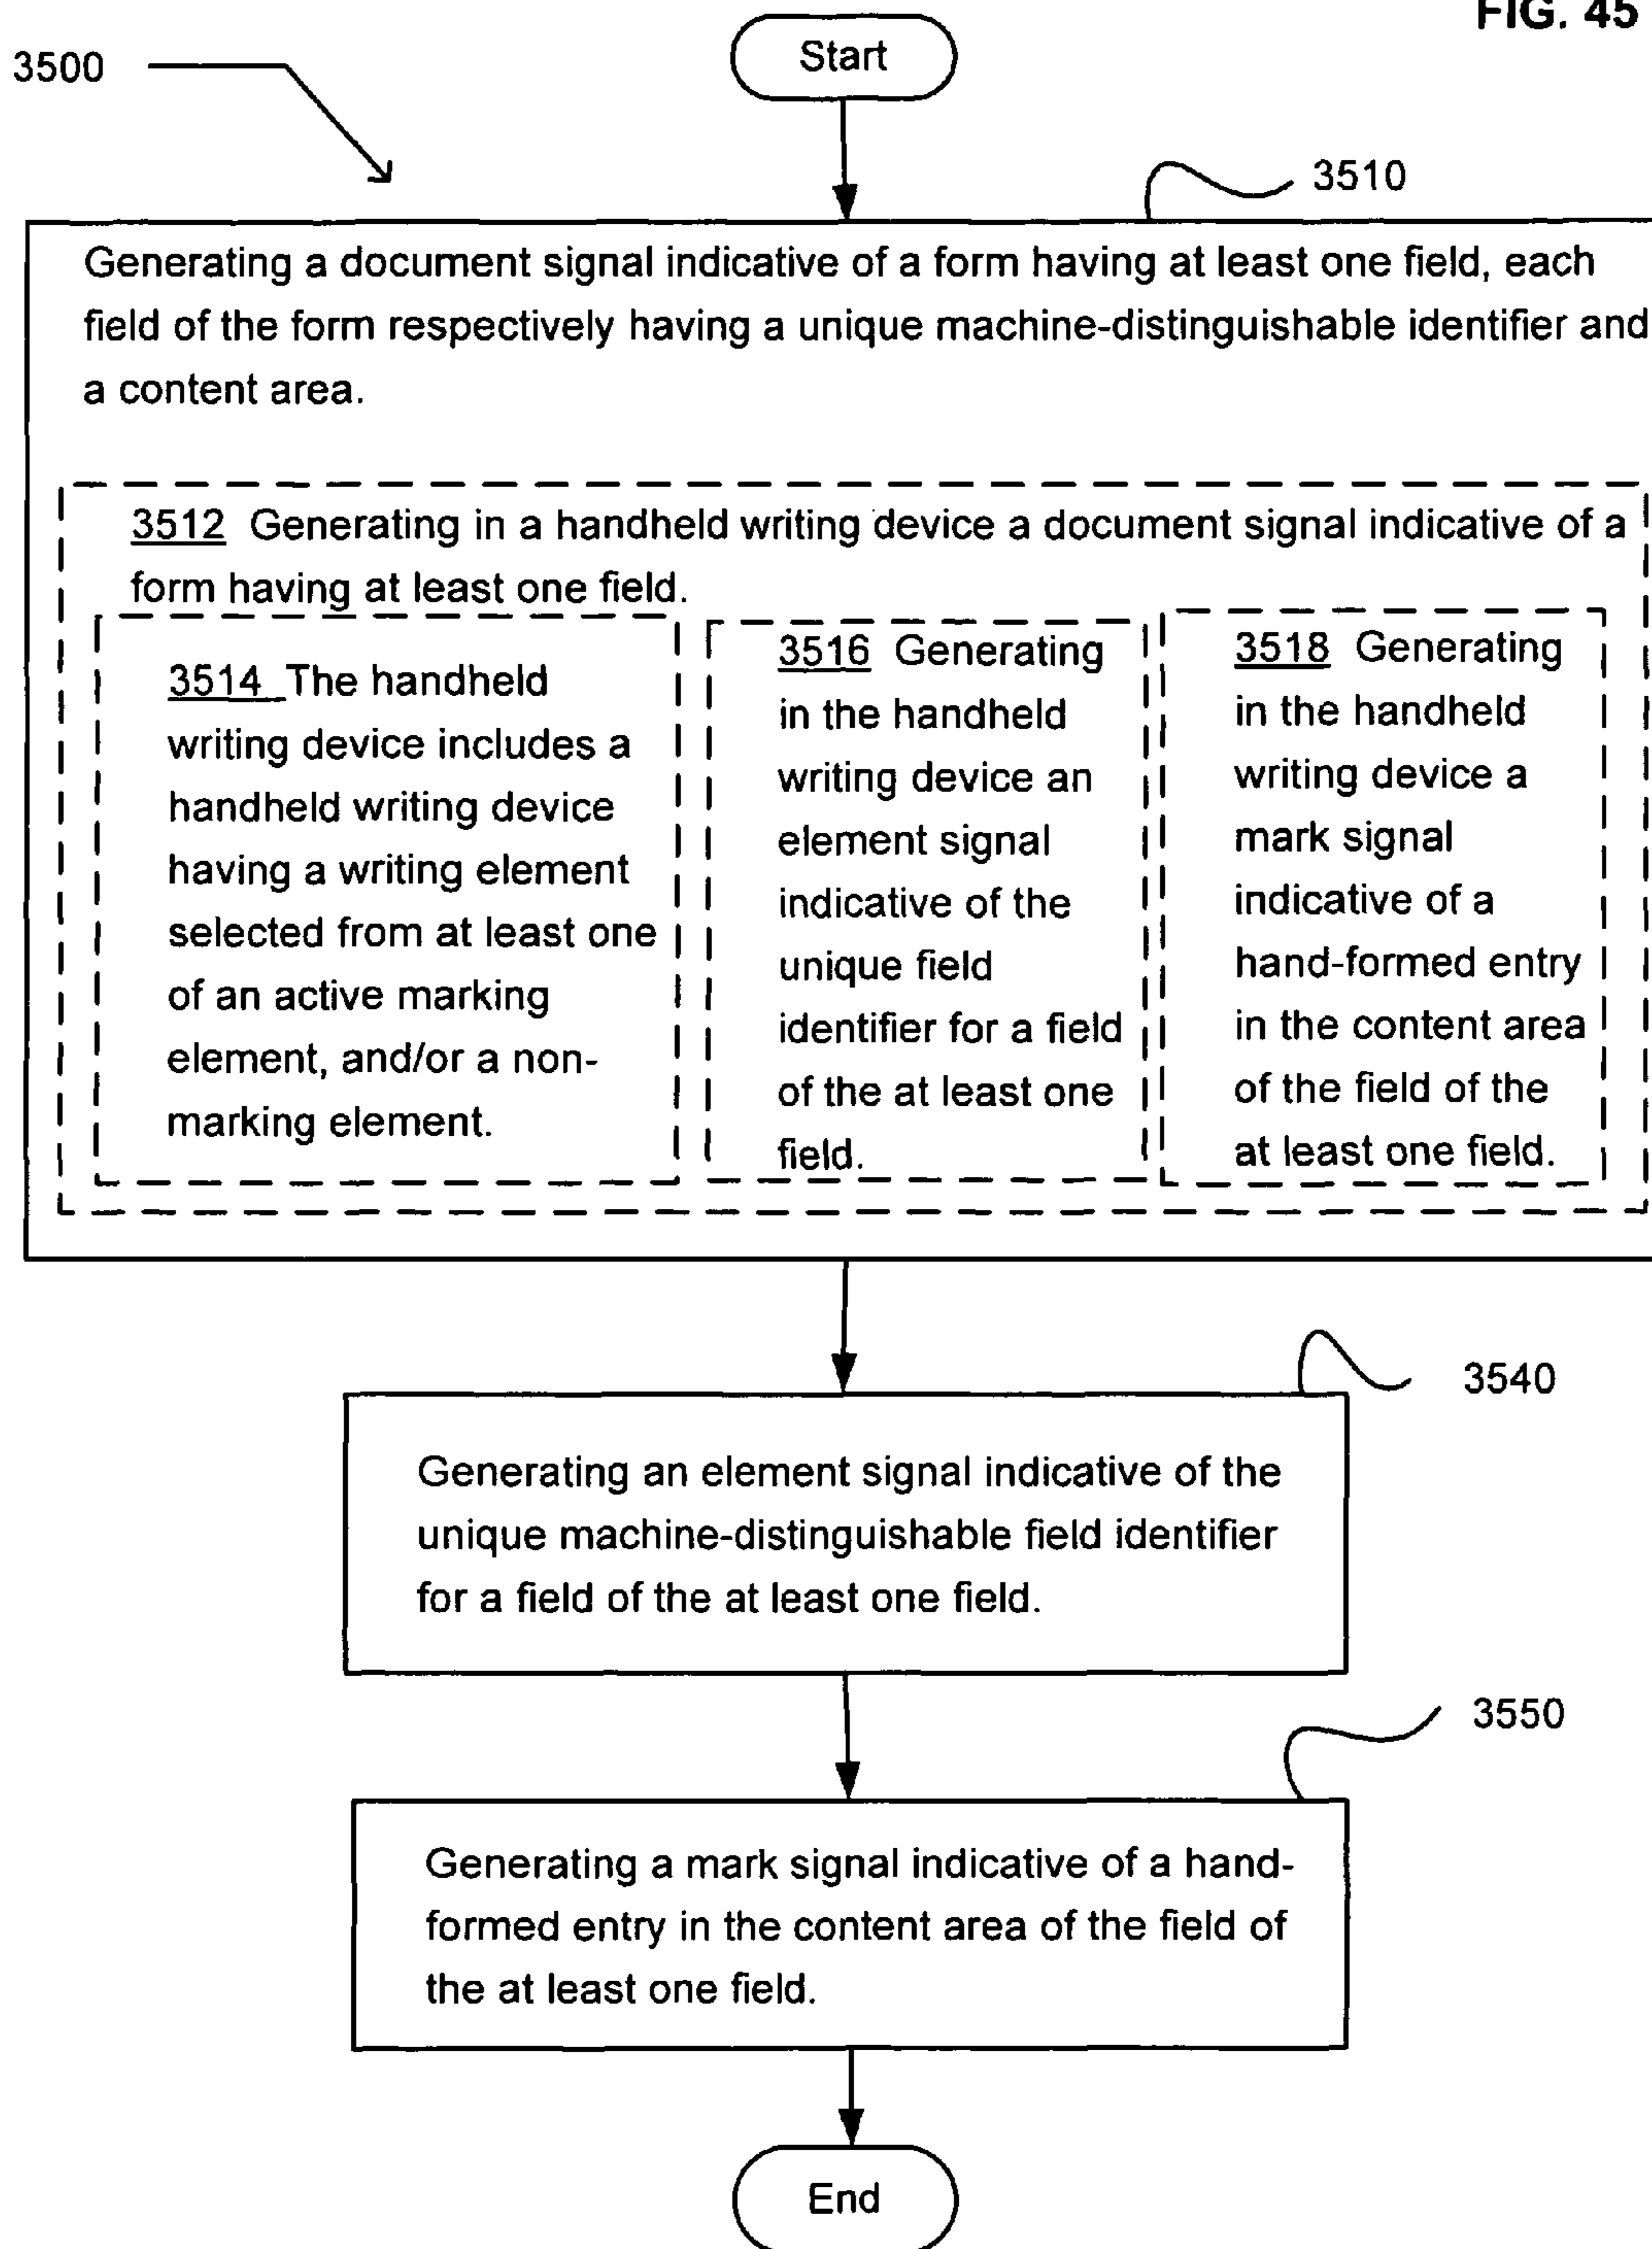 FIG. 45
Start
3500
3510
Generating a document signal indicative of a form having at least one field, each
field of the form respectively having a unique machine-distinguishable identifier and
a content area.
3512 Generating in a handheld writing device a document signal indicative of a
form having at least one field.
3514 The handheld
writing device includes a
handheld writing device
having a writing element
selected from at least one
of an active marking
element, and/or a non-
marking element.
3516 Generating
in the handheld
writing device an
element signal
indicative of the
unique field
identifier for a field
of the at least one
field.
3518 Generating
in the handheld
writing device a
mark signal
indicative of a
hand-formed entry
in the content area
of the field of the
at least one field.
3540
Generating an element signal indicative of the
unique machine-distinguishable field identifier
for a field of the at least one field.
3550
Generating a mark signal indicative of a hand-
formed entry in the content area of the field of
the at least one field.
End